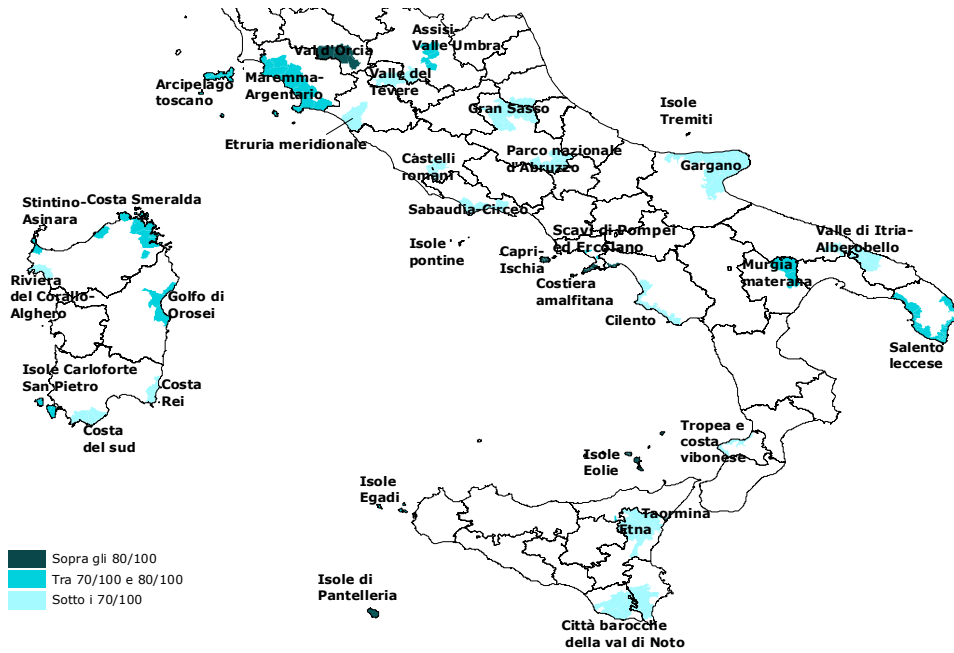 Assisi-
Valle Umbra
Val d'Orcia
Arcipelago
toscano
Maremma-
Argentario
Valle del
Tevere
Gran Sasso
Isole
Tremiti
Etruria meridionale
Castelli
romani
Parco nazionale
d'Abruzzo
Gargano
Sabaudia-Circeo
Stintino-
Asinara
Costa Smeralda
Isole
pontine
Capri-
Ischia
Scavi di Pompei
ed Ercolano
Valle di Itria-
Alberobello
Costiera
amalfitana
Murgia
materana
Riviera
del Corallo-
Alghero
Golfo di
Orosei
Cilento
Salento
leccese
Isole Carloforte
San Pietro
Costa
Rei
Costa
del sud
Tropea e
costa
vibonese
Isole
Eolie
Isole
Egadi
Taormina
Etna
Sopra gli 80/100
Tra 70/100 e 80/100
Sotto i 70/100
Isole di
Pantelleria
Città barocche
della val di Noto